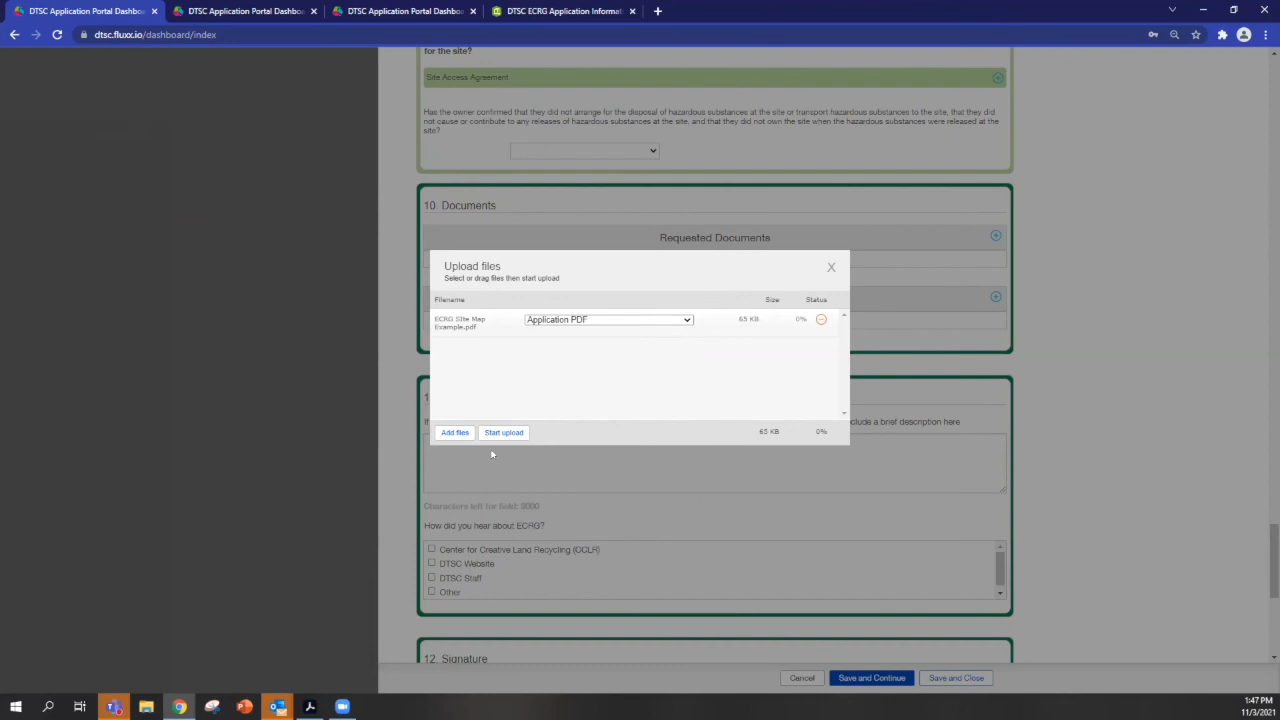 DTSC Application Portal Dashboa
DTSC Application Portal Dashbo
DTSC Application Portal Dashboa
DTSC ECRG Application Informat
dtsc.fluxx.io/dashboard/index
for the site?
Site Access Agreement
Has the owner confirmed that they did not arrange for the disposal of hazardous substances at the site or transport hazardous substances to the site, that they did
not cause or contribute to any releases of hazardous substances at the site, and that they did not own the site when the hazardous substances were released at the
site?
10. Documents
Requested Documents
Upload files
X
Select or drag files then start upload
Filename
Size
Status
ECRG Site Map
Example.pdf
Application PDF
65 KB
0%
Add files
Start upload
65 KB
0%
1
If
clude a brief description here
Characters left for field: 3000
How did you hear about ECRG?
Center for Creative Land Recycling (CCLR)
DTSC Website
DTSC Staff
Other
12. Signature
Cancel
Save and Continue
Save and Close
1:47 PM
11/3/2021